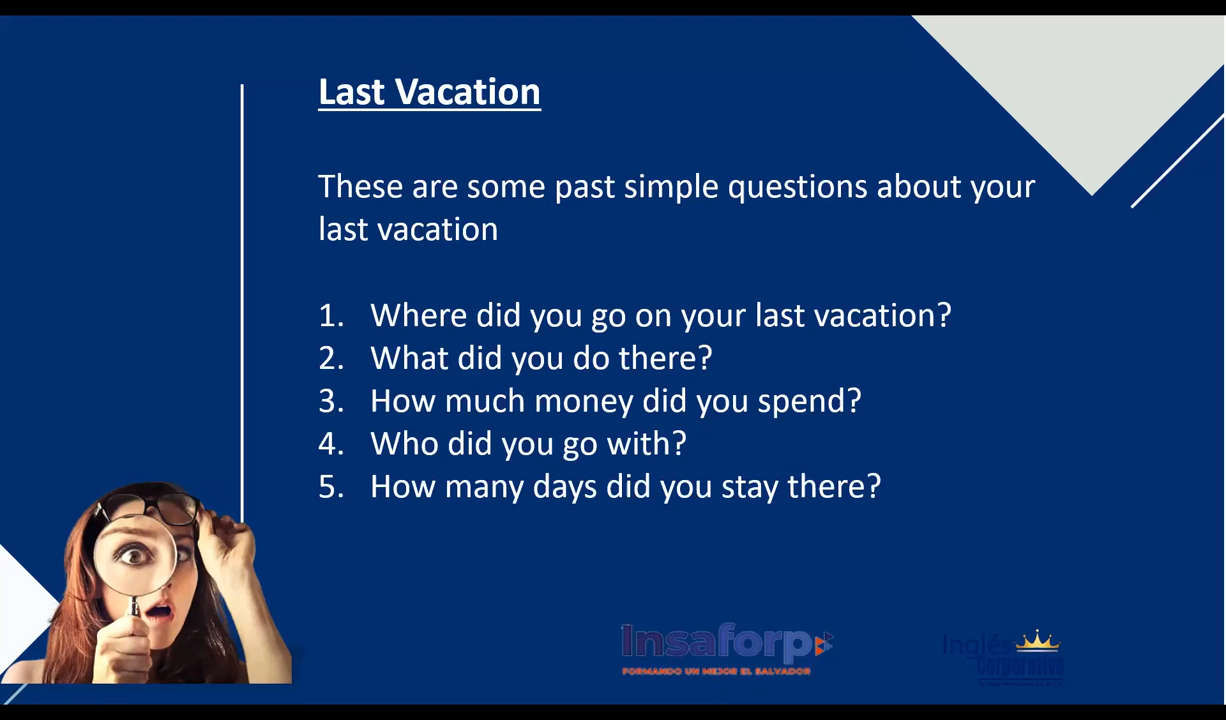 Last Vacation
These are some past simple questions about your
last vacation
1. Where did you go on your last vacation?
2. What did you do there?
3. How much money did you spend?
4. Who did you go with?
5. How many days did you stay there?
Insaforp
FORMANDO UN MEJOR EL SALVADOR
Inglés
Corporativo